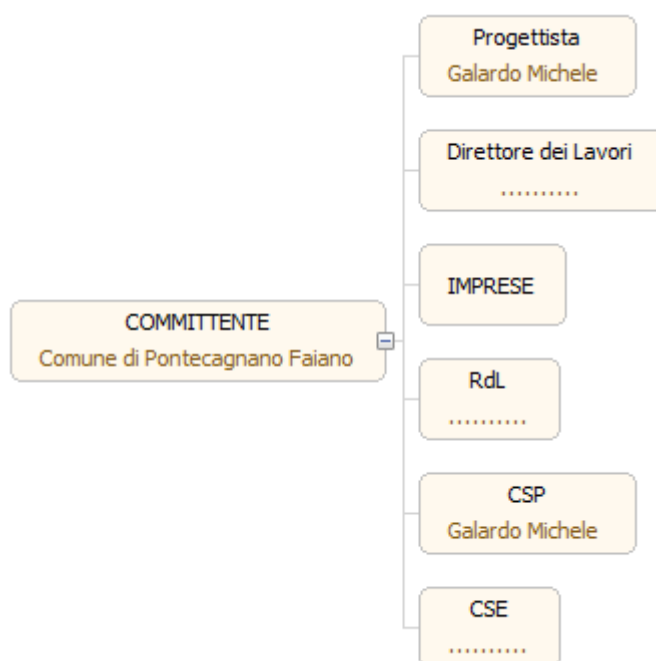 Progettista
Galardo Michele
Direttore dei Lavori
..........
IMPRESE
COMMITTENTE
Comune di Pontecagnano Faiano
RdL
..........
CSP
Galardo Michele
CSE
..........